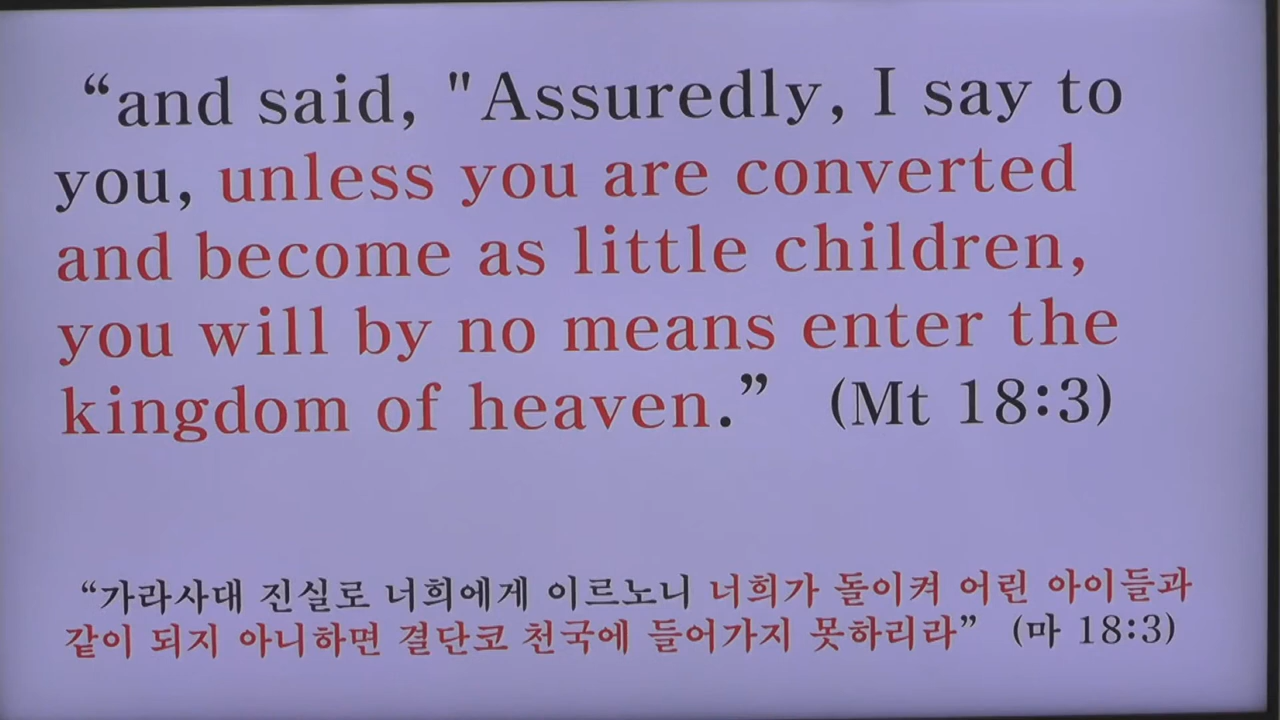 “and said, "Assuredly, I say to
you, unless you are converted
and become as little children,
you will by no means enter the
kingdom of heaven.” (Mt 18:3)
“가라사대 진실로 너희에게 이르노니 너희가 돌이켜 어린 아이들과
같이 되지 아니하면 결단코 천국에 들어가지 못하리라” (마 18:3)